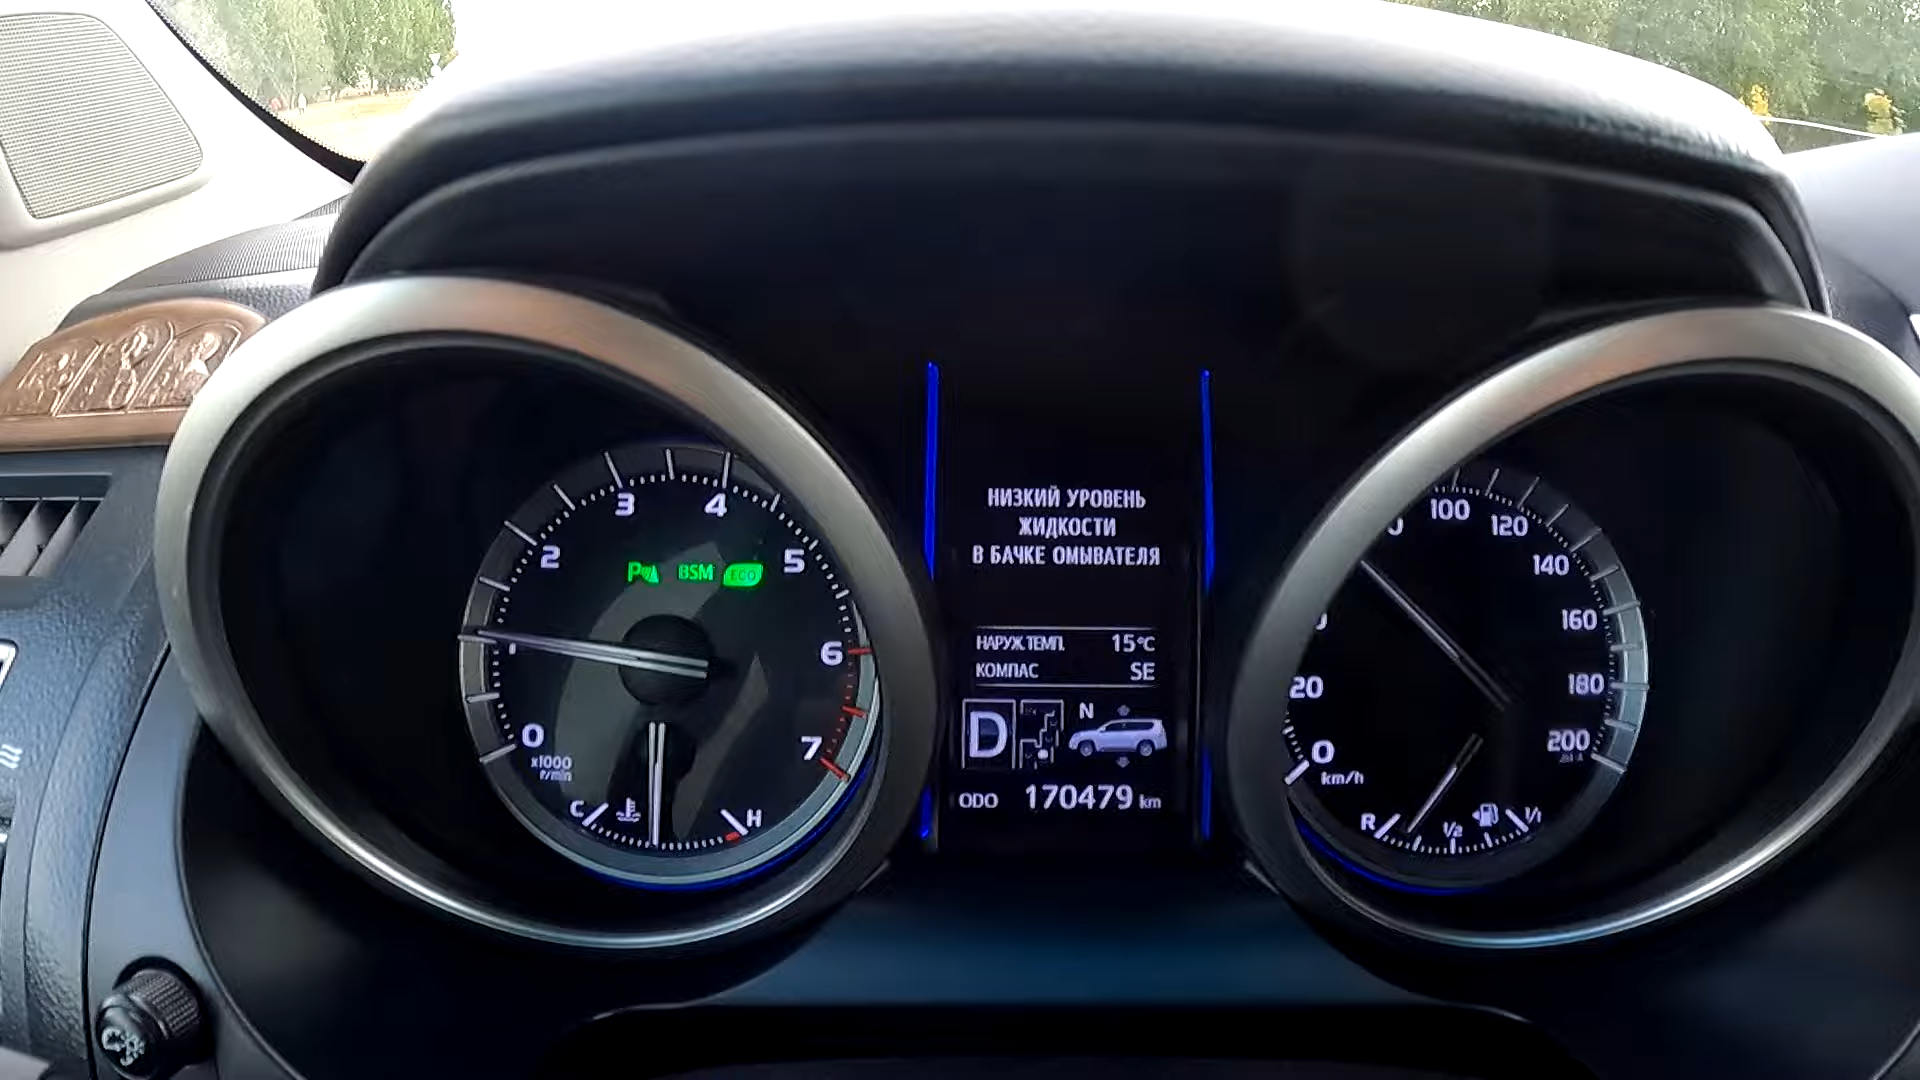 3
4
2
5
P
BSM
ECO
1
6
0
7
x1000
r/min
C
H
НИЗКИЙ УРОВЕНЬ
ЖИДКОСТИ
В БАЧКЕ ОМЫВАТЕЛЯ
НАРУЖ.ТЕМП. 15°C
КОМПАС SE
D
N
ODO 170479 km
100
120
140
160
20
180
0
200
km/h
R
1/2
1/1